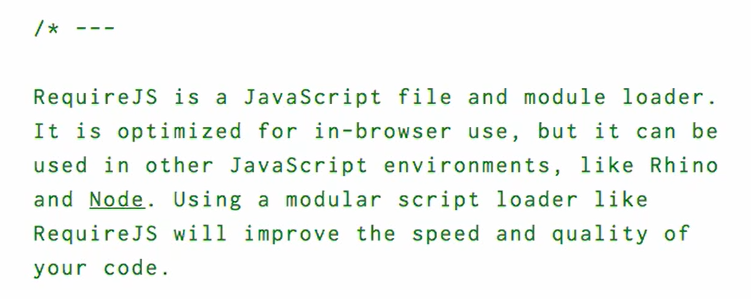 /* ---
RequireJS is a JavaScript file and module loader.
It is optimized for in-browser use, but it can be
used in other JavaScript environments, like Rhino
and Node. Using a modular script loader like
RequireJS will improve the speed and quality of
your code.